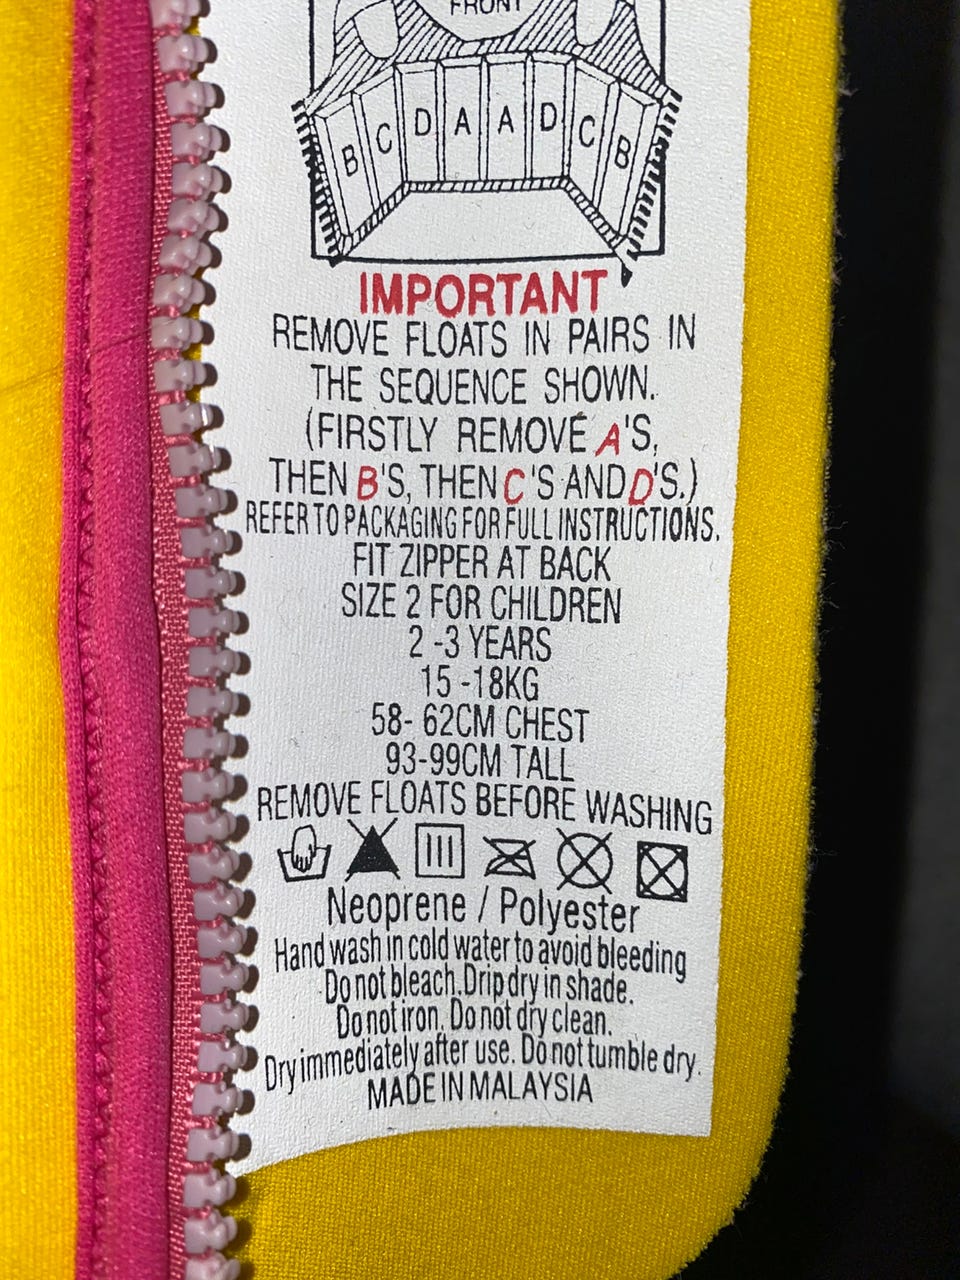 FRONT
B C D A A D C B
IMPORTANT
REMOVE FLOATS IN PAIRS IN
THE SEQUENCE SHOWN.
(FIRSTLY REMOVE A'S,
THEN B'S, THEN C'S AND D'S.)
REFER TO PACKAGING FOR FULL INSTRUCTIONS.
FIT ZIPPER AT BACK
SIZE 2 FOR CHILDREN
2 -3 YEARS
15 -18KG
58- 62CM CHEST
93-99CM TALL
REMOVE FLOATS BEFORE WASHING
Neoprene / Polyester
Hand wash in cold water to avoid bleeding
Do not bleach.Drip dry in shade.
Do not iron. Do not dry clean.
Dry immediately after use. Do not tumble dry.
MADE IN MALAYSIA